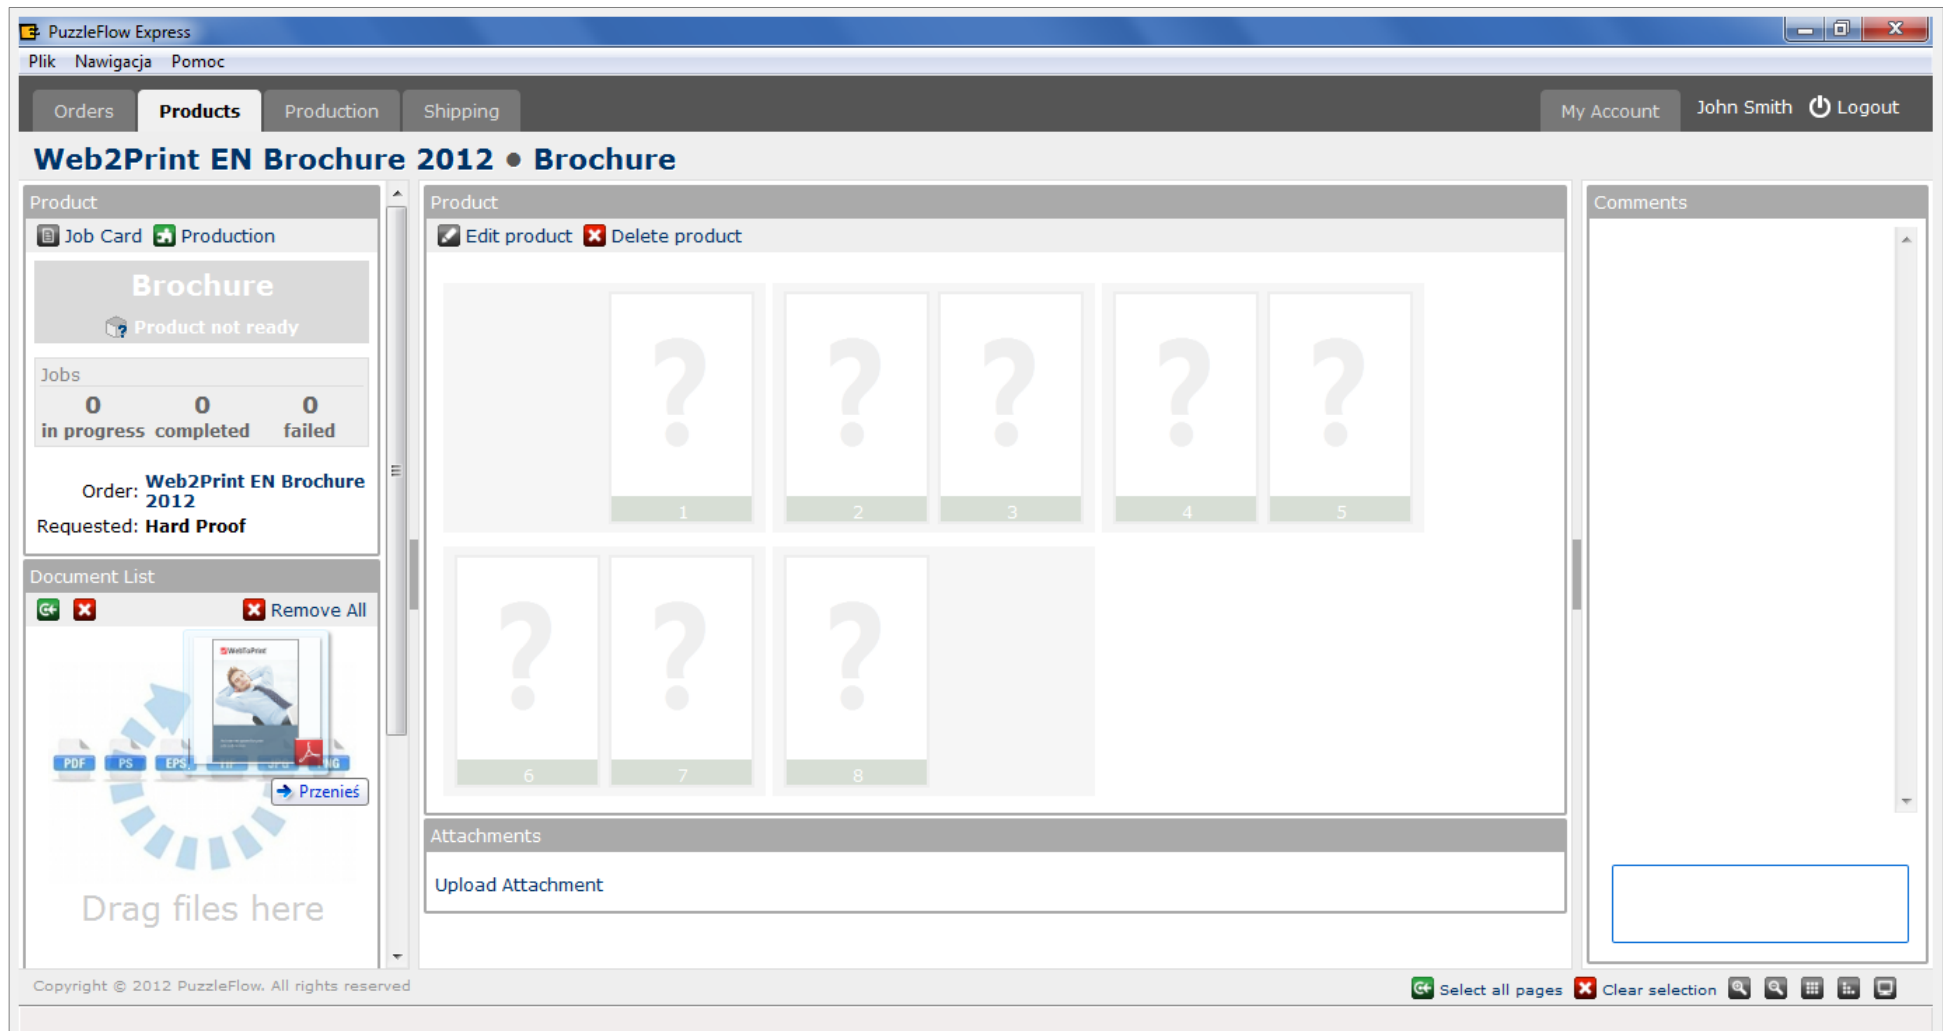 PuzzleFlow Express
Plik Nawigacja Pomoc
Orders Products Production Shipping My Account John Smith Logout
Web2Print EN Brochure 2012 • Brochure
Product
Job Card Production
Brochure
Product not ready
Jobs
0 0 0
in progress completed failed
Order: Web2Print EN Brochure
2012
Requested: Hard Proof
Document List
Remove All
WebToPrint
PDF PS EPS
Przenieś
Drag files here
Product
Edit product Delete product
? ? ? ? ?
1 2 3 4 5
? ? ?
6 7 8
Attachments
Upload Attachment
Comments
Copyright © 2012 PuzzleFlow. All rights reserved
Select all pages Clear selection